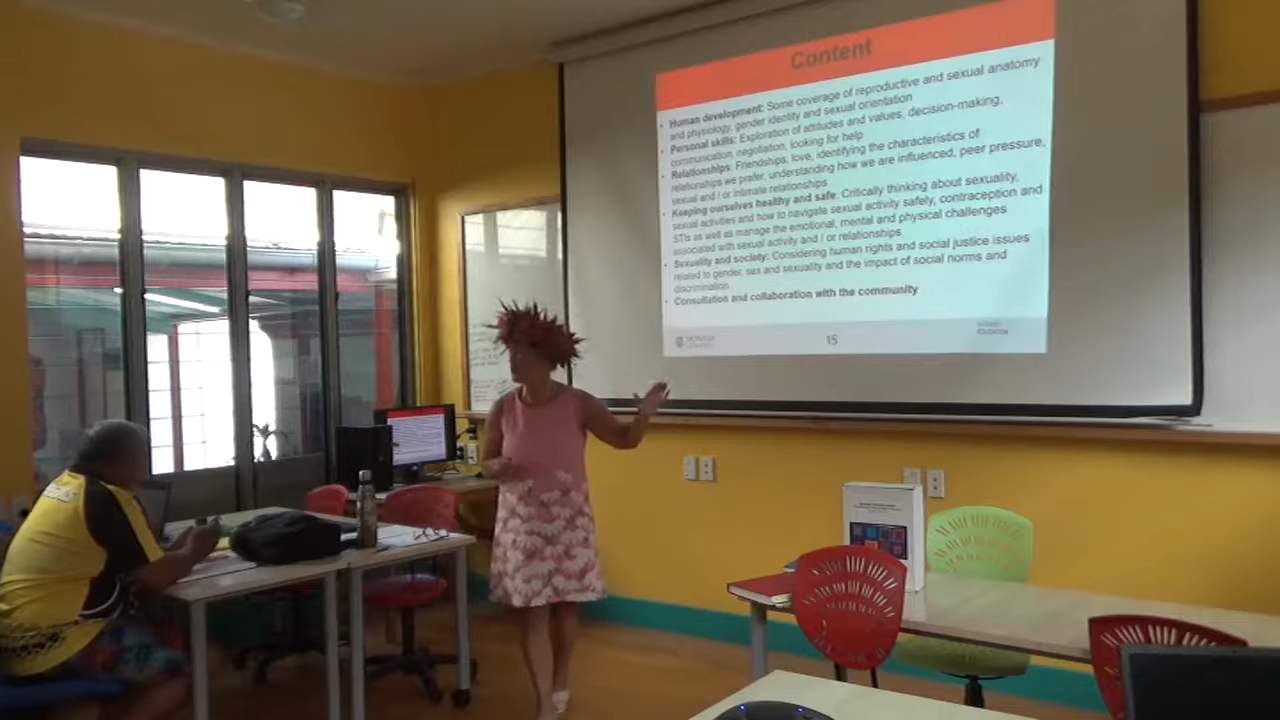 Content
• Human development: Some coverage of reproductive and sexual anatomy
and physiology, gender identity and sexual orientation
• Personal skills: Exploration of attitudes and values, decision-making,
communication, negotiation, looking for help
• Relationships: Friendships, love, identifying the characteristics of
relationships we prefer, understanding how we are influenced, peer pressure,
sexual and / or intimate relationships
• Keeping ourselves healthy and safe: Critically thinking about sexuality,
sexual activities and how to navigate sexual activity safely, contraception and
STIs as well as manage the emotional, mental and physical challenges
associated with sexual activity and / or relationships
• Sexuality and society: Considering human rights and social justice issues
related to gender, sex and sexuality and the impact of social norms and
discrimination
• Consultation and collaboration with the community
15